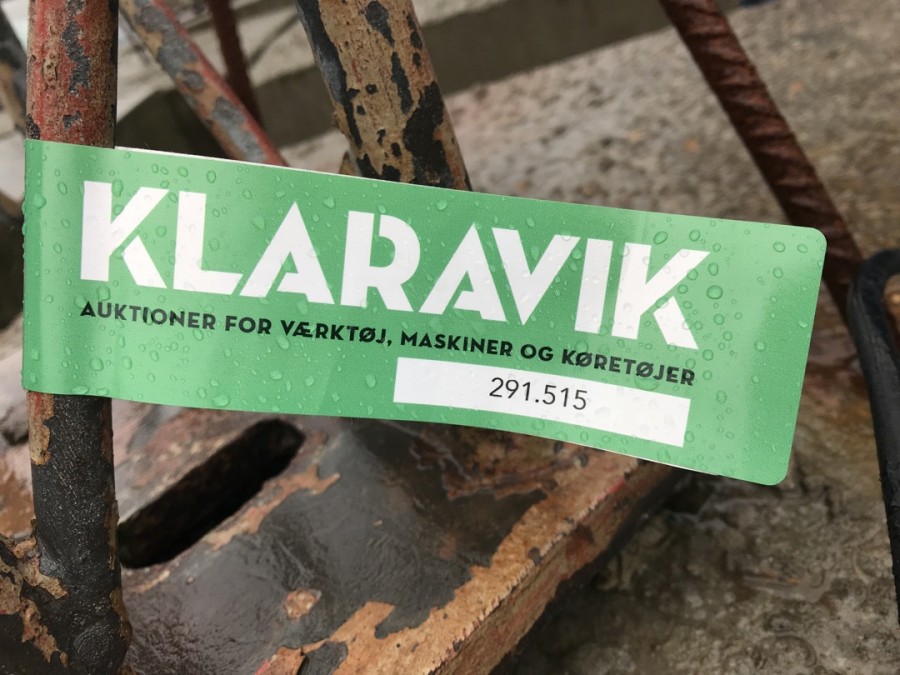 KLARAVIK
AUKTIONER FOR VÆRKTØJ, MASKINER OG KØRETØJER
291.515